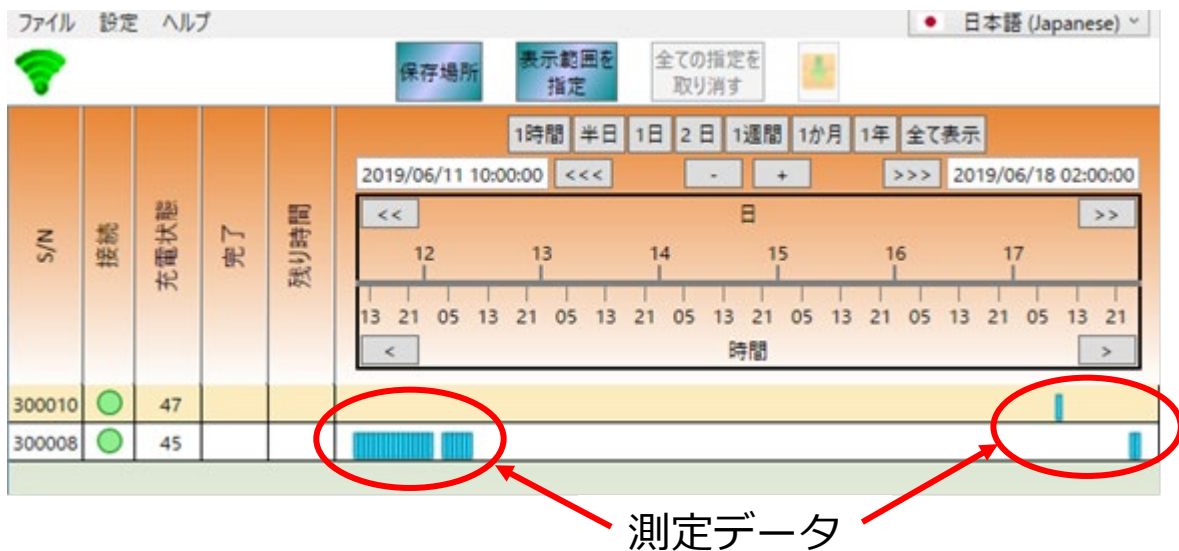 ファイル 設定 ヘルプ 日本語 (Japanese)
保存場所 表示範囲を指定 全ての指定を取り消す
1時間 半日 1日 2 日 1週間 1か月 1年 全て表示
2019/06/11 10:00:00 <<< - + >>> 2019/06/18 02:00:00
S/N 接続 充電状態 完了 残り時間
<< 日 >>
12 13 14 15 16 17
13 21 05 13 21 05 13 21 05 13 21 05 13 21 05 13 21 05 13 21
< 時間 >
300010 47
300008 45
測定データ